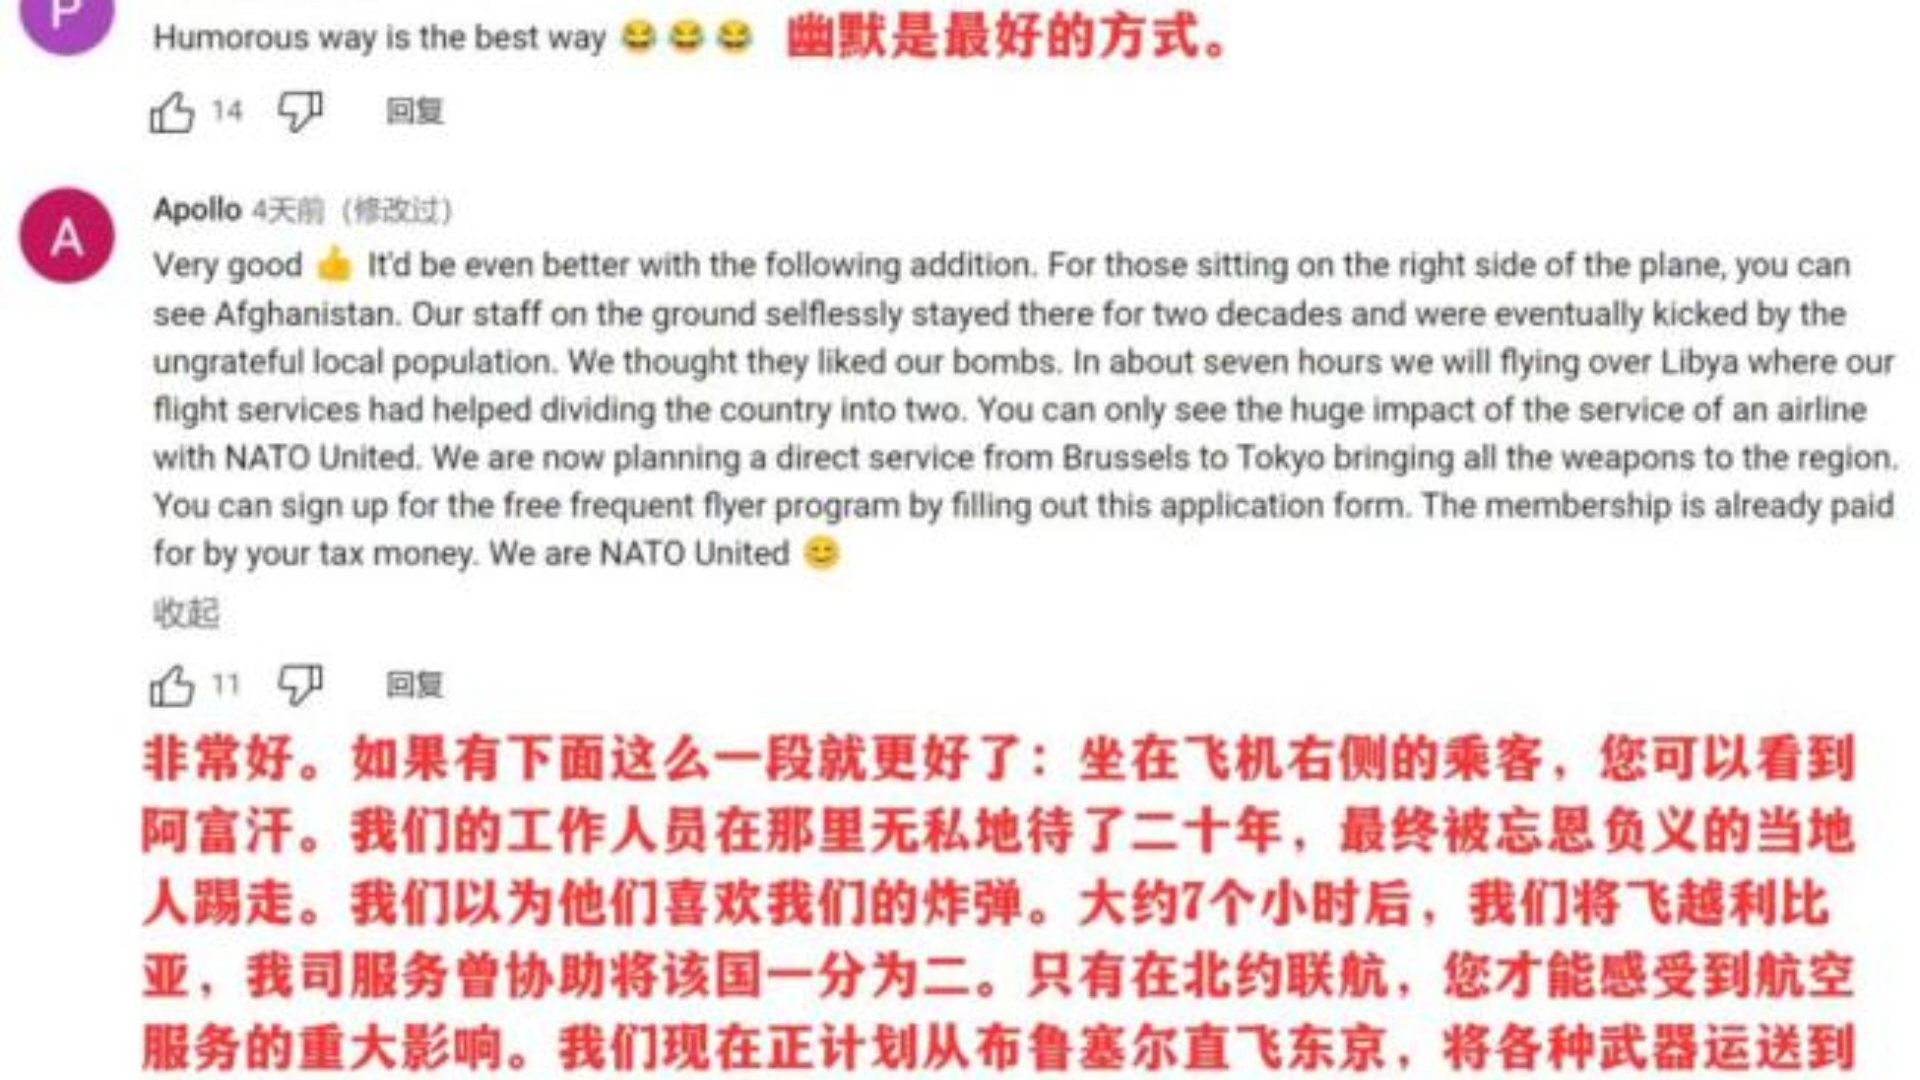 P
Humorous way is the best way 😂 😂 😂 幽默是最好的方式。
14 回复
A
Apollo 4天前 (修改过)
Very good 👍 It'd be even better with the following addition. For those sitting on the right side of the plane, you can
see Afghanistan. Our staff on the ground selflessly stayed there for two decades and were eventually kicked by the
ungrateful local population. We thought they liked our bombs. In about seven hours we will flying over Libya where our
flight services had helped dividing the country into two. You can only see the huge impact of the service of an airline
with NATO United. We are now planning a direct service from Brussels to Tokyo bringing all the weapons to the region.
You can sign up for the free frequent flyer program by filling out this application form. The membership is already paid
for by your tax money. We are NATO United 😊
收起
11 回复
非常好。如果有下面这么一段就更好了：坐在飞机右侧的乘客，您可以看到
阿富汗。我们的工作人员在那里无私地待了二十年，最终被忘恩负义的当地
人踢走。我们以为他们喜欢我们的炸弹。大约7个小时后，我们将飞越利比
亚，我司服务曾协助将该国一分为二。只有在北约联航，您才能感受到航空
服务的重大影响。我们现在正计划从布鲁塞尔直飞东京，将各种武器运送到